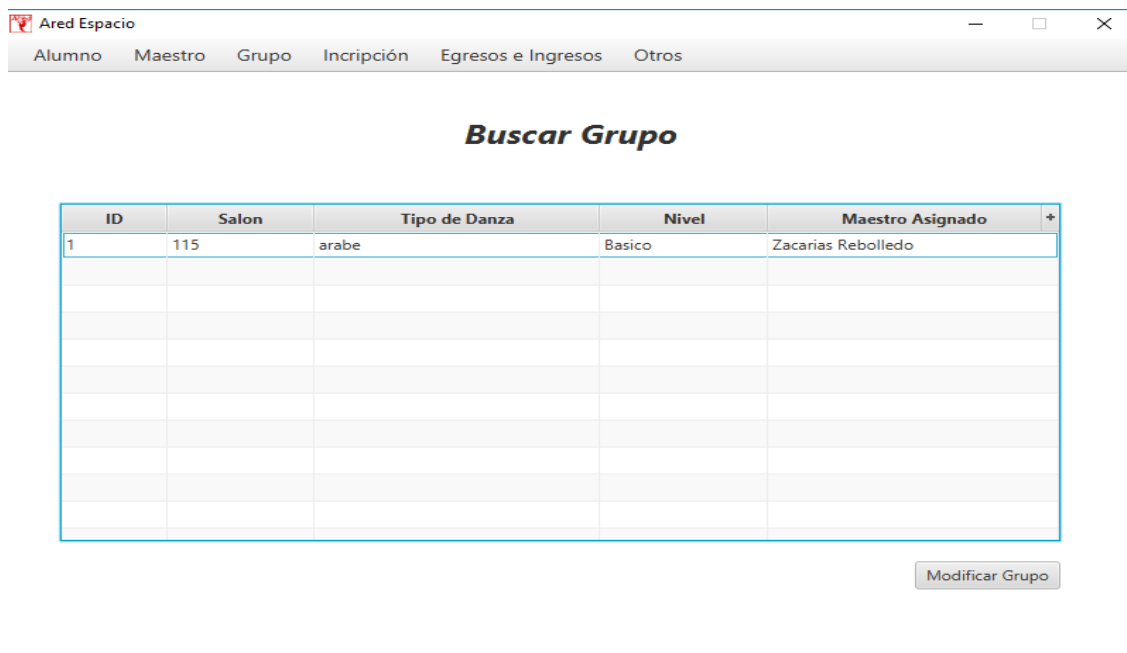 Ared Espacio
Alumno Maestro Grupo Incripción Egresos e Ingresos Otros
Buscar Grupo
ID Salon Tipo de Danza Nivel Maestro Asignado +
1 115 arabe Basico Zacarias Rebolledo
Modificar Grupo